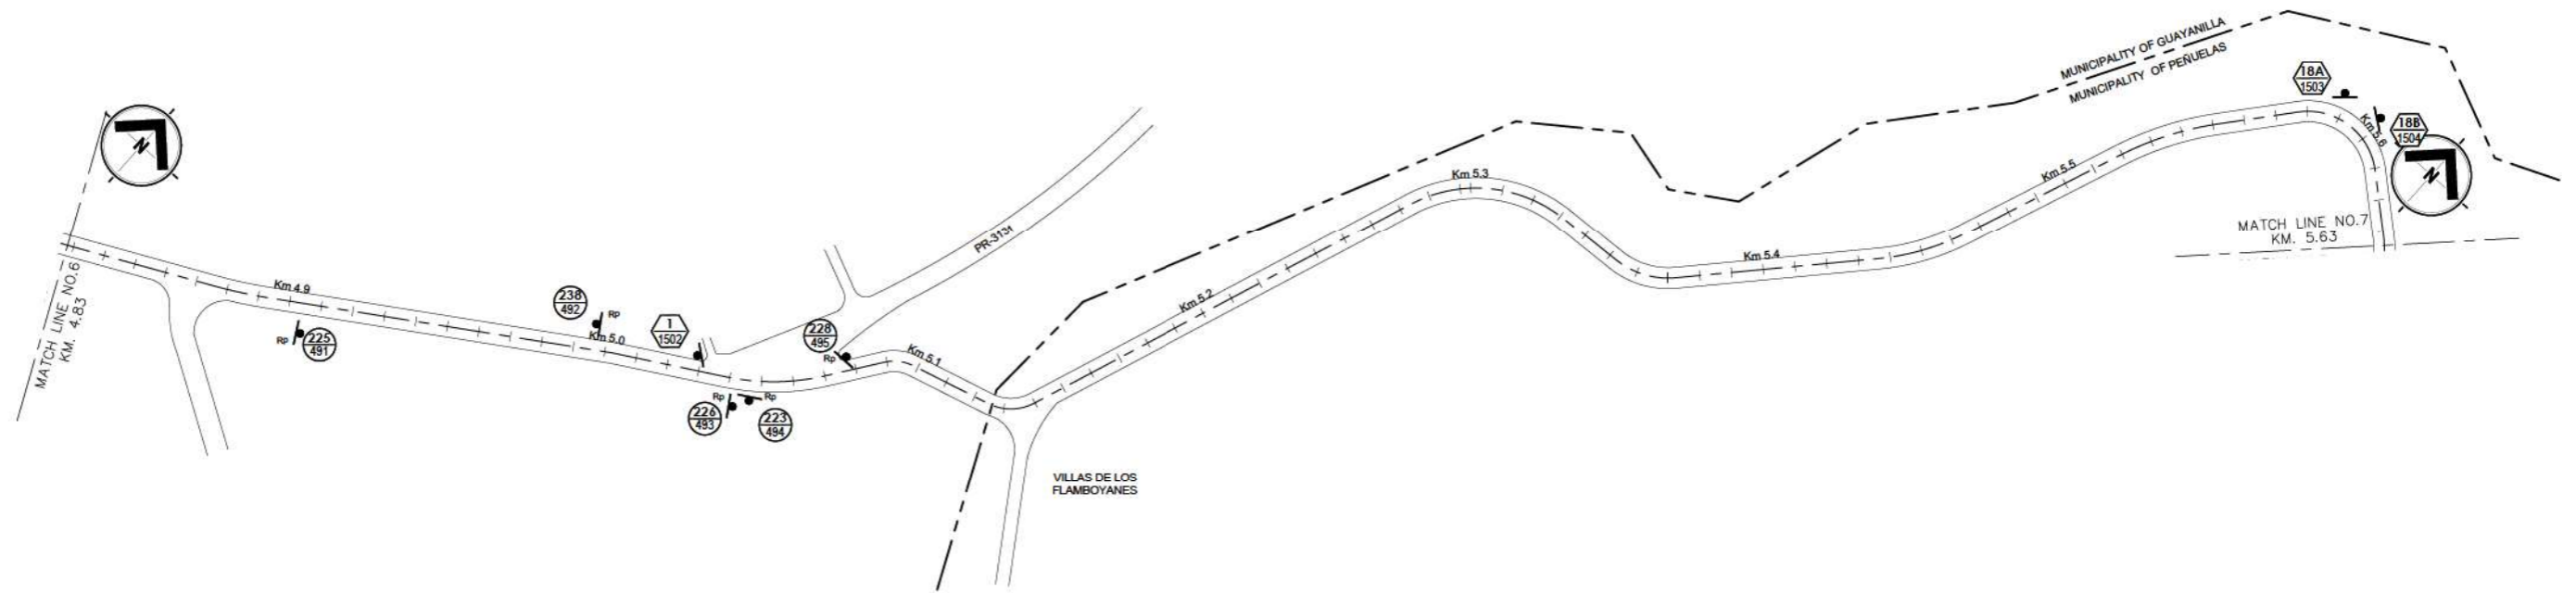 MATCH LINE NO.6
KM. 4.83
N
Km 4.9
Rp
225
491
238
492
Rp
Km 5.0
1
1502
Rp
226
493
Rp
223
494
228
495
Rp
PR-3131
Km 5.1
VILLAS DE LOS
FLAMBOYANES
Km 5.2
Km 5.3
Km 5.4
Km 5.5
MUNICIPALITY OF GUAYANILLA
MUNICIPALITY OF PEÑUELAS
18A
1503
Km 5.6
18B
1504
N
MATCH LINE NO.7
KM. 5.63